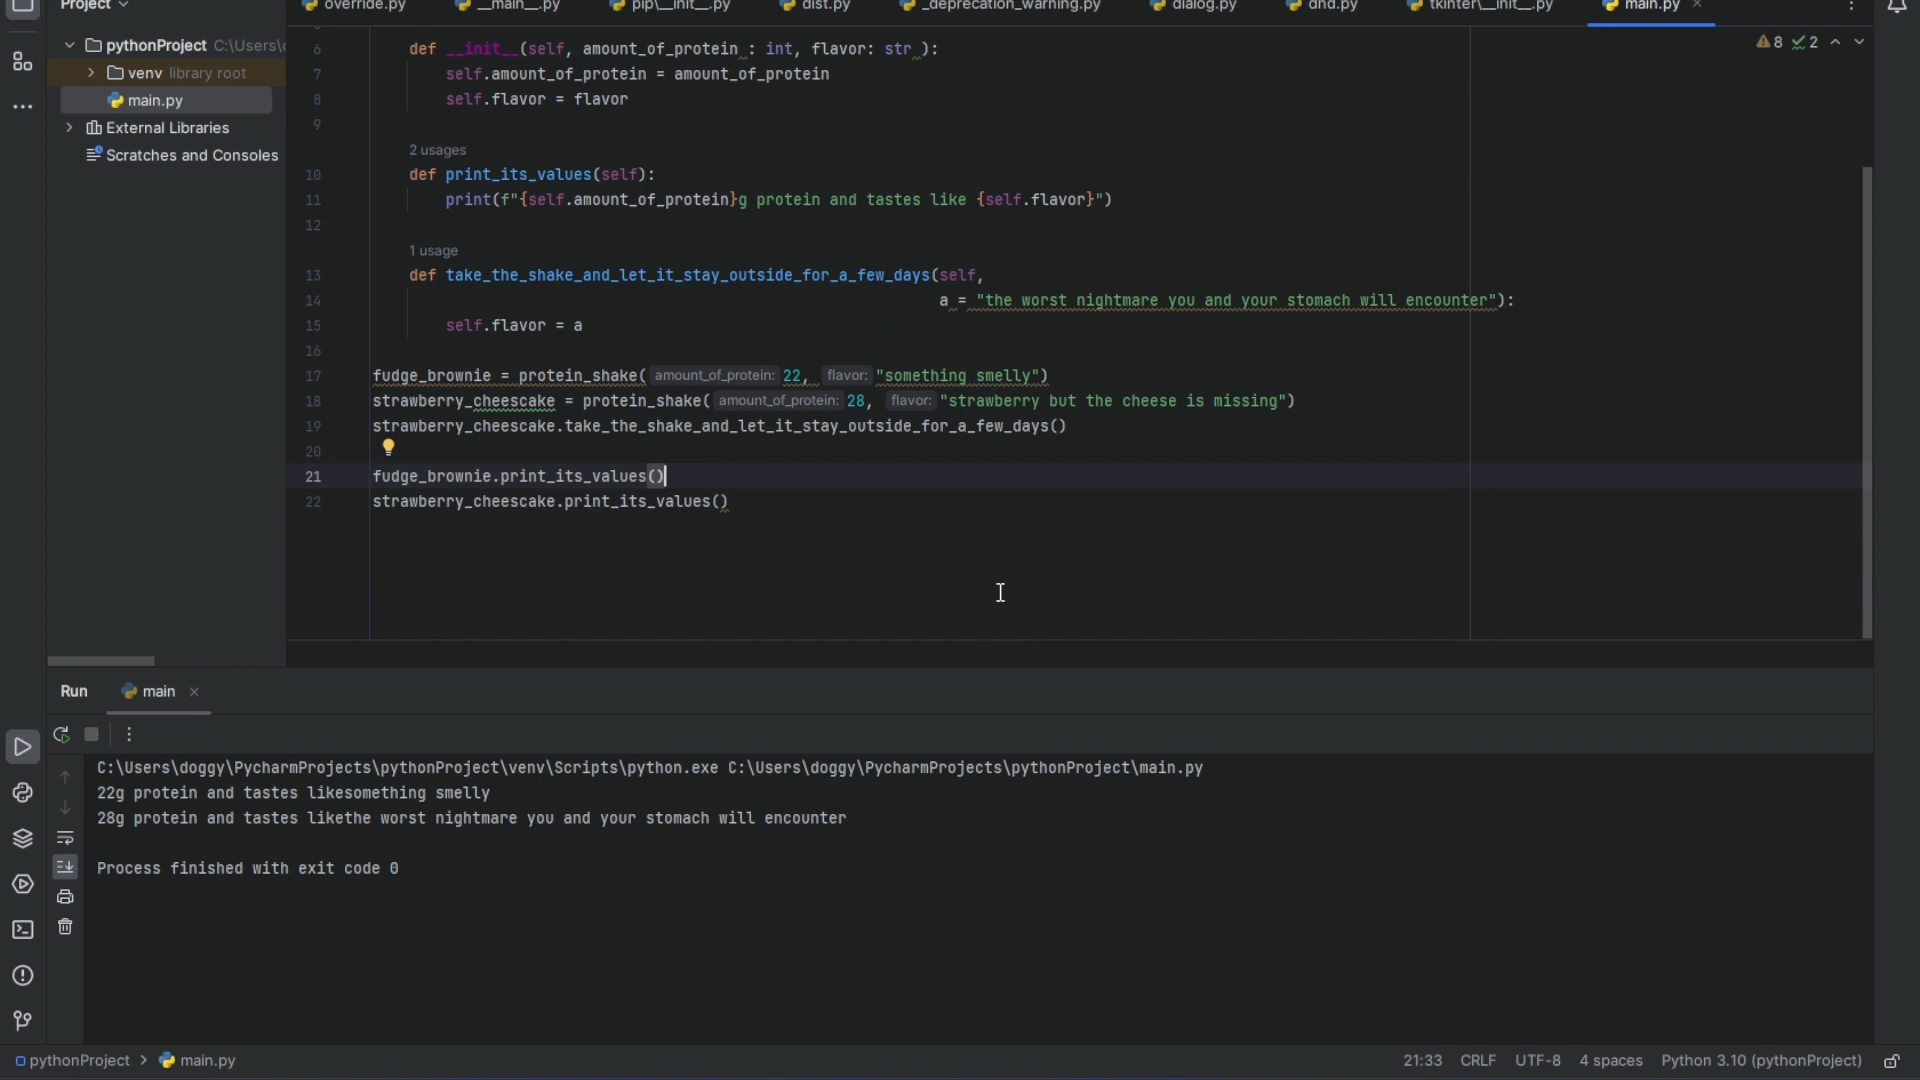 Project
override.py __main__.py pip\__init__.py dist.py _deprecation_warning.py dialog.py dnd.py tkinter\__init__.py main.py
pythonProject C:\Users\
venv library root
main.py
External Libraries
Scratches and Consoles
8 2
6 def __init__(self, amount_of_protein : int, flavor: str ):
7 self.amount_of_protein = amount_of_protein
8 self.flavor = flavor
9
2 usages
10 def print_its_values(self):
11 print(f"{self.amount_of_protein}g protein and tastes like {self.flavor}")
12
1 usage
13 def take_the_shake_and_let_it_stay_outside_for_a_few_days(self,
14 a = "the worst nightmare you and your stomach will encounter"):
15 self.flavor = a
16
17 fudge_brownie = protein_shake( amount_of_protein: 22, flavor: "something smelly")
18 strawberry_cheescake = protein_shake( amount_of_protein: 28, flavor: "strawberry but the cheese is missing")
19 strawberry_cheescake.take_the_shake_and_let_it_stay_outside_for_a_few_days()
20
21 fudge_brownie.print_its_values()
22 strawberry_cheescake.print_its_values()
Run main
C:\Users\doggy\PycharmProjects\pythonProject\venv\Scripts\python.exe C:\Users\doggy\PycharmProjects\pythonProject\main.py
22g protein and tastes likesomething smelly
28g protein and tastes likethe worst nightmare you and your stomach will encounter
Process finished with exit code 0
pythonProject > main.py
21:33 CRLF UTF-8 4 spaces Python 3.10 (pythonProject)